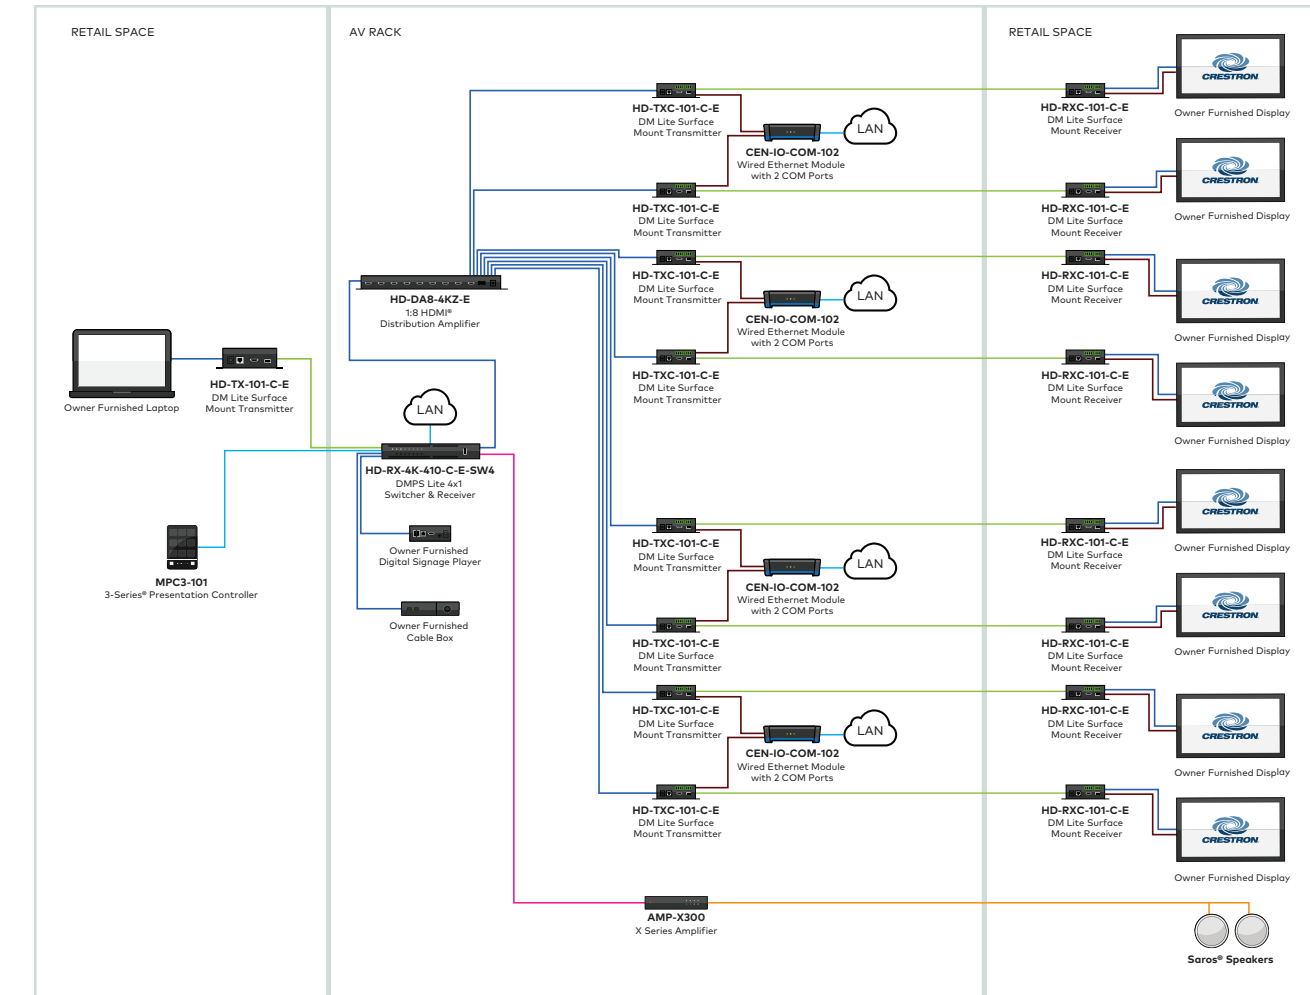 RETAIL SPACE
AV RACK
RETAIL SPACE
HD-TXC-101-C-E
DM Lite Surface
Mount Transmitter
LAN
CEN-IO-COM-102
Wired Ethernet Module
with 2 COM Ports
HD-RXC-101-C-E
DM Lite Surface
Mount Receiver
CRESTRON
Owner Furnished Display
HD-TXC-101-C-E
DM Lite Surface
Mount Transmitter
HD-RXC-101-C-E
DM Lite Surface
Mount Receiver
CRESTRON
Owner Furnished Display
HD-DA8-4KZ-E
1:8 HDMI®
Distribution Amplifier
HD-TXC-101-C-E
DM Lite Surface
Mount Transmitter
LAN
CEN-IO-COM-102
Wired Ethernet Module
with 2 COM Ports
HD-RXC-101-C-E
DM Lite Surface
Mount Receiver
CRESTRON
Owner Furnished Display
Owner Furnished Laptop
HD-TX-101-C-E
DM Lite Surface
Mount Transmitter
HD-TXC-101-C-E
DM Lite Surface
Mount Transmitter
HD-RXC-101-C-E
DM Lite Surface
Mount Receiver
CRESTRON
Owner Furnished Display
LAN
HD-RX-4K-410-C-E-SW4
DMPS Lite 4x1
Switcher & Receiver
Owner Furnished
Digital Signage Player
MPC3-101
3-Series® Presentation Controller
Owner Furnished
Cable Box
HD-TXC-101-C-E
DM Lite Surface
Mount Transmitter
LAN
CEN-IO-COM-102
Wired Ethernet Module
with 2 COM Ports
HD-RXC-101-C-E
DM Lite Surface
Mount Receiver
CRESTRON
Owner Furnished Display
HD-TXC-101-C-E
DM Lite Surface
Mount Transmitter
HD-RXC-101-C-E
DM Lite Surface
Mount Receiver
CRESTRON
Owner Furnished Display
HD-TXC-101-C-E
DM Lite Surface
Mount Transmitter
LAN
CEN-IO-COM-102
Wired Ethernet Module
with 2 COM Ports
HD-RXC-101-C-E
DM Lite Surface
Mount Receiver
CRESTRON
Owner Furnished Display
HD-TXC-101-C-E
DM Lite Surface
Mount Transmitter
HD-RXC-101-C-E
DM Lite Surface
Mount Receiver
CRESTRON
Owner Furnished Display
AMP-X300
X Series Amplifier
Saros® Speakers